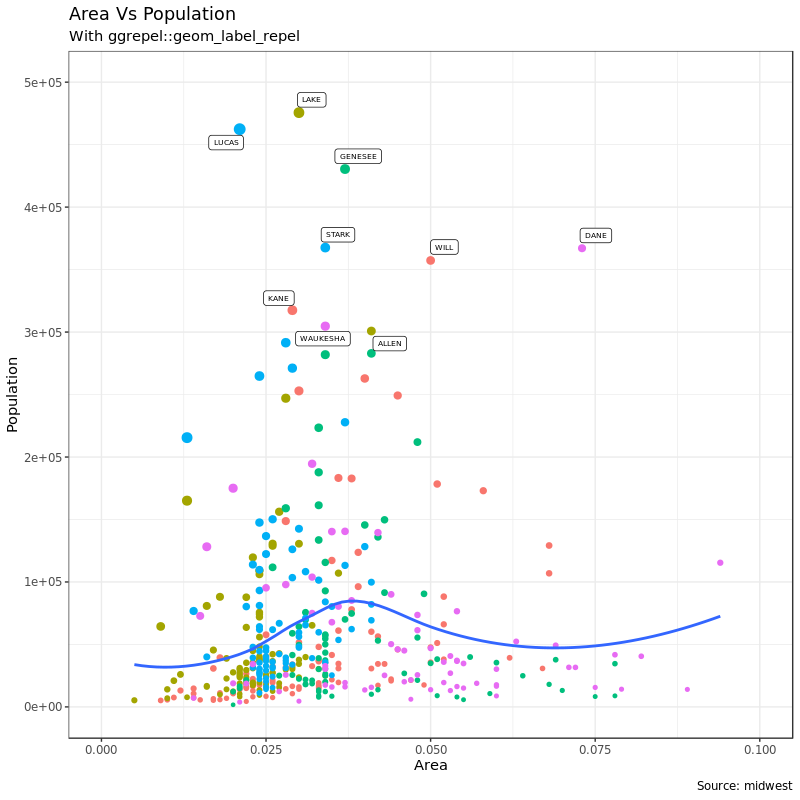 Area Vs Population
With ggrepel::geom_label_repel
5e+05
LAKE
LUCAS
GENESEE
4e+05
STARK
DANE
WILL
KANE
3e+05
WAUKESHA
ALLEN
2e+05
1e+05
0e+00
Population
0.000
0.025
0.050
0.075
0.100
Area
Source: midwest